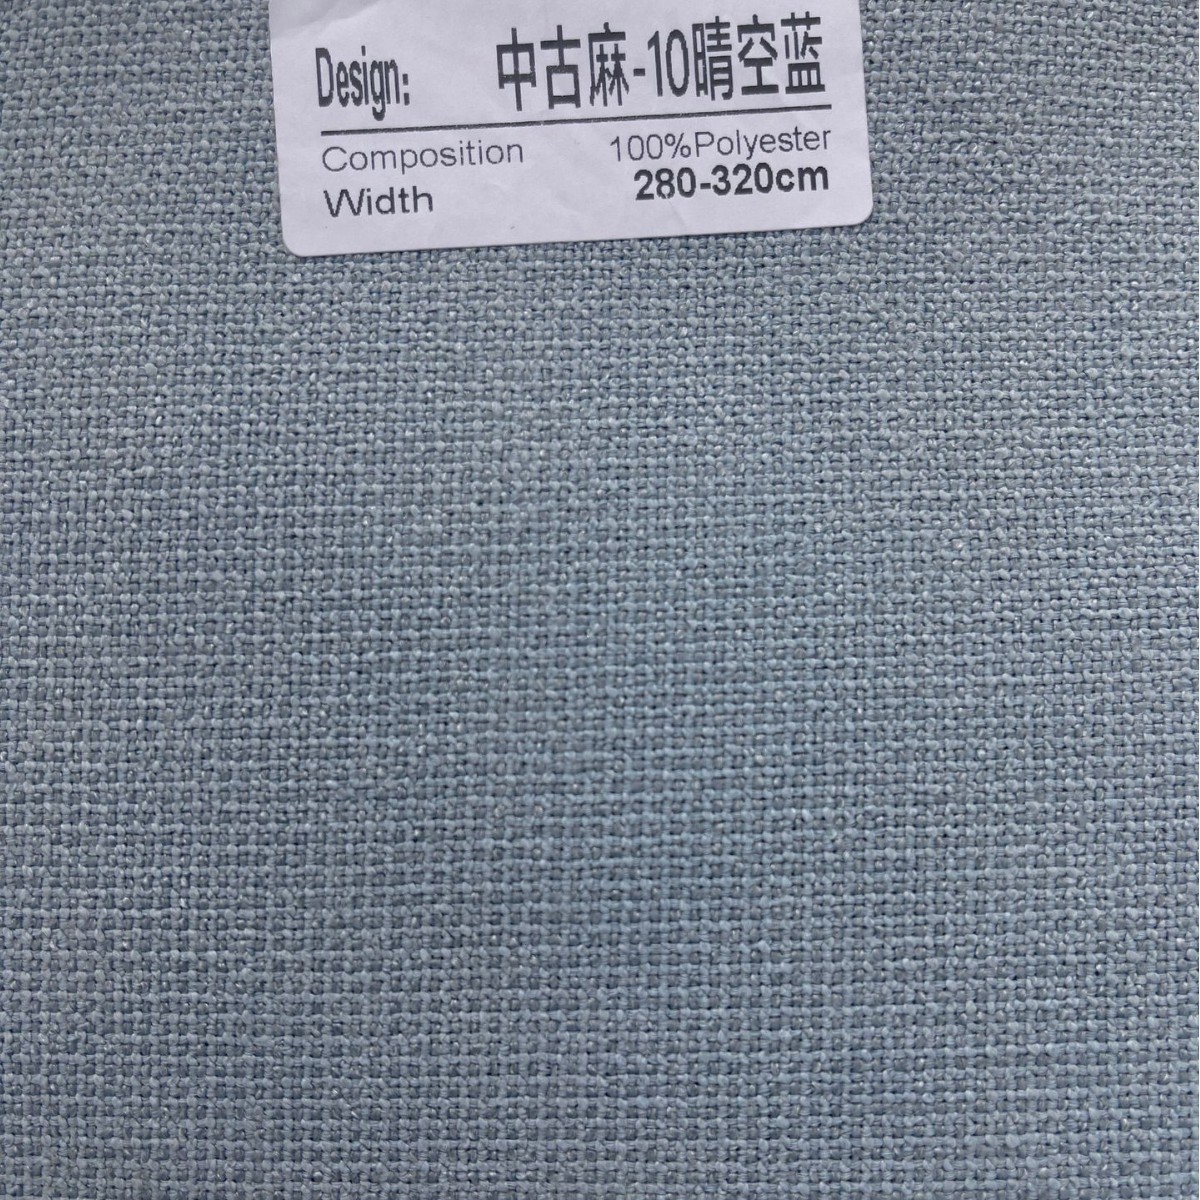 Design: 中古麻-10晴空蓝
Composition 100%Polyester
Width 280-320cm